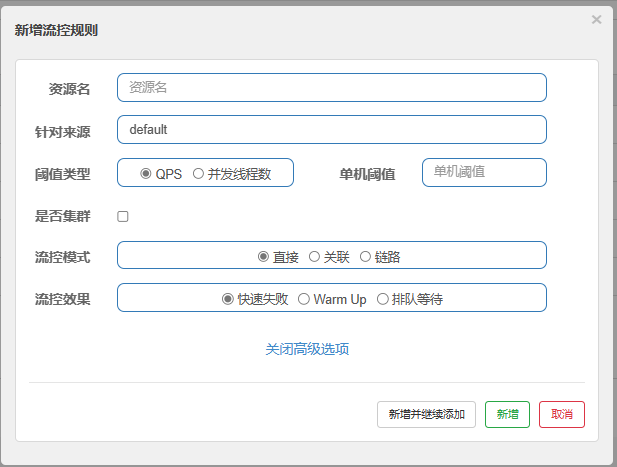 新增流控规则
×
资源名 资源名
针对来源 default
阈值类型 QPS 并发线程数 单机阈值 单机阈值
是否集群
流控模式 直接 关联 链路
流控效果 快速失败 Warm Up 排队等待
关闭高级选项
新增并继续添加 新增 取消